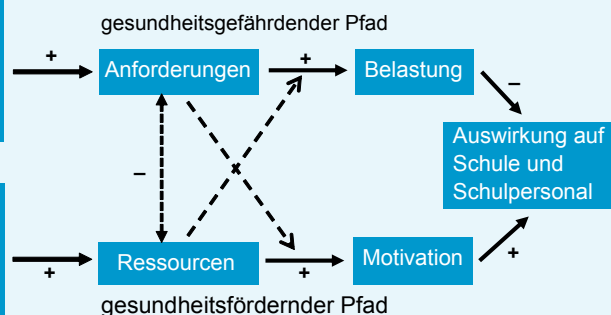 gesundheitsgefährdender Pfad
+
Anforderungen
+
Belastung
–
Auswirkung auf
Schule und
Schulpersonal
–
Ressourcen
+
+
Motivation
+
gesundheitsfördernder Pfad